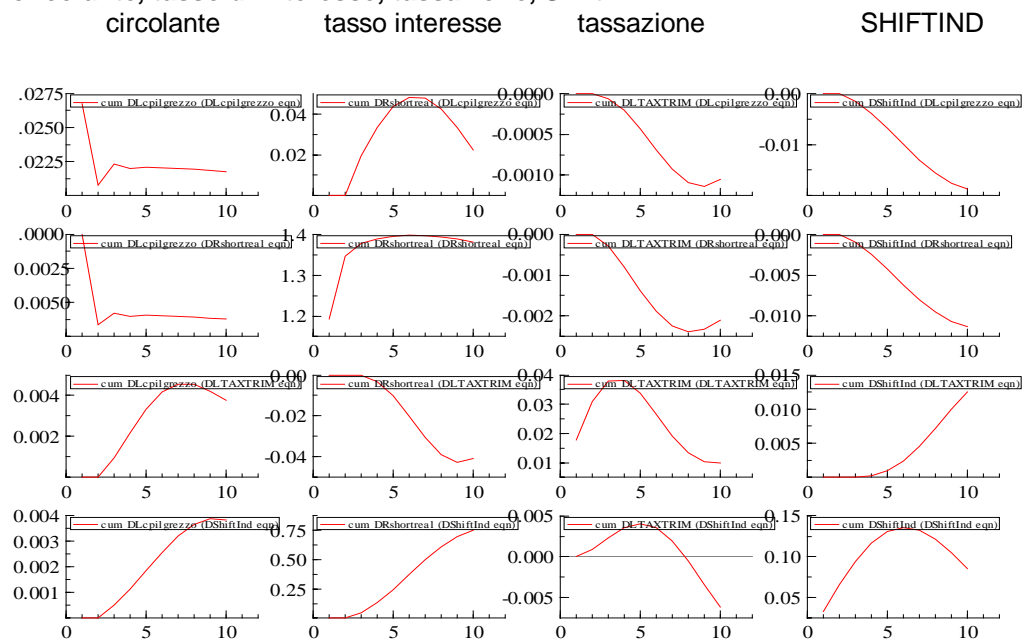 circolante tasso interesse tassazione SHIFTIND
cum DLcpilgrezzo (DLcpilgrezzo eqn) cum DRshortreal (DLcpilgrezzo eqn) cum DLTAXTRIM (DLcpilgrezzo eqn) cum DShiftInd (DLcpilgrezzo eqn)
.0275 0.00 0.00
.0250 0.04 -0.0005 -0.01
.0225 0.02 -0.0010
0 5 10 0 5 10 0 5 10 0 5 10
cum DLcpilgrezzo (DRshortreal eqn) cum DRshortreal (DRshortreal eqn) cum DLTAXTRIM (DRshortreal eqn) cum DShiftInd (DRshortreal eqn)
.0000 1.4 0.000 0.000
0.0025 1.3 -0.001 -0.005
0.0050 1.2 -0.002 -0.010
0 5 10 0 5 10 0 5 10 0 5 10
cum DLcpilgrezzo (DLTAXTRIM eqn) cum DRshortreal (DLTAXTRIM eqn) cum DLTAXTRIM (DLTAXTRIM eqn) cum DShiftInd (DLTAXTRIM eqn)
0.00 0.04 0.015
0.004 -0.02 0.03 0.010
0.002 0.02 0.005
-0.04 0.01
0 5 10 0 5 10 0 5 10 0 5 10
cum DLcpilgrezzo (DShiftInd eqn) cum DRshortreal (DShiftInd eqn) cum DLTAXTRIM (DShiftInd eqn) cum DShiftInd (DShiftInd eqn)
0.004 0.75 0.005 0.15
0.003 0.50 0.000 0.10
0.002 0.25 -0.005 0.05
0.001
0 5 10 0 5 10 0 5 10 0 5 10